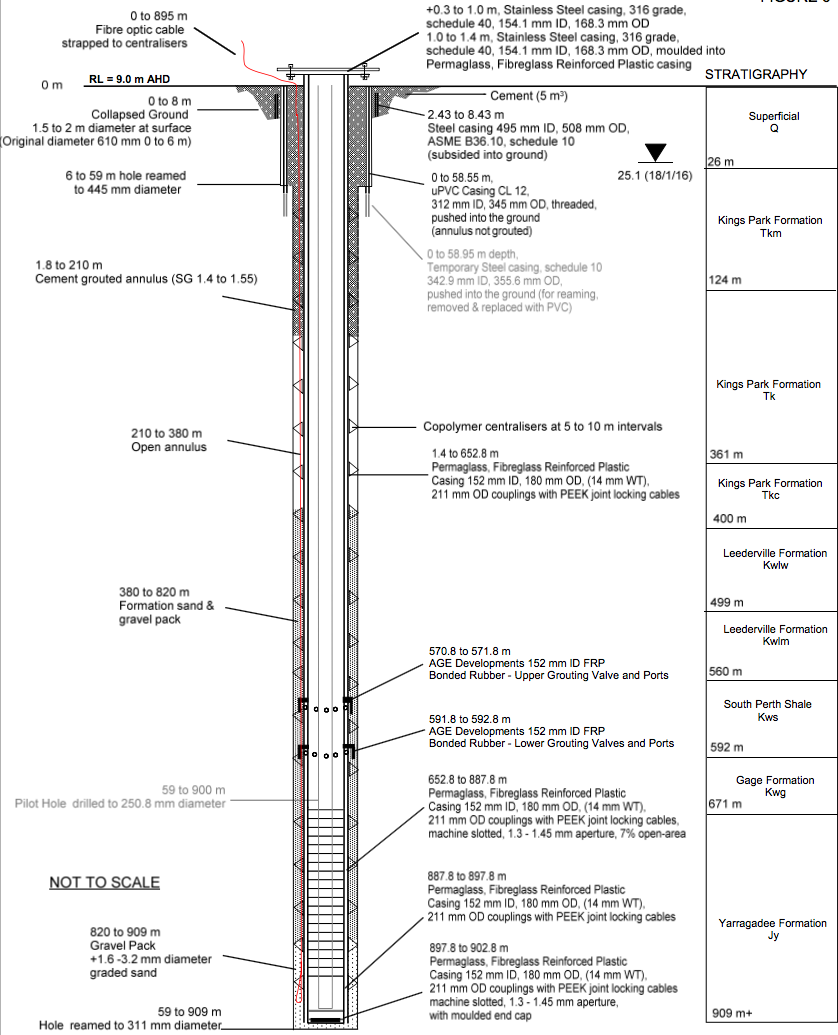 0 to 895 m
Fibre optic cable
strapped to centralisers
+0.3 to 1.0 m, Stainless Steel casing, 316 grade,
schedule 40, 154.1 mm ID, 168.3 mm OD
1.0 to 1.4 m, Stainless Steel casing, 316 grade,
schedule 40, 154.1 mm ID, 168.3 mm OD, moulded into
Permaglass, Fibreglass Reinforced Plastic casing
STRATIGRAPHY
0 m
RL = 9.0 m AHD
Cement (5 m³)
0 to 8 m
Collapsed Ground
1.5 to 2 m diameter at surface
(Original diameter 610 mm 0 to 6 m)
2.43 to 8.43 m
Steel casing 495 mm ID, 508 mm OD,
ASME B36.10, schedule 10
(subsided into ground)
Superficial
Q
26 m
25.1 (18/1/16)
6 to 59 m hole reamed
to 445 mm diameter
0 to 58.55 m,
uPVC Casing CL 12,
312 mm ID, 345 mm OD, threaded,
pushed into the ground
(annulus not grouted)
Kings Park Formation
Tkm
124 m
0 to 58.95 m depth,
Temporary Steel casing, schedule 10
342.9 mm ID, 355.6 mm OD,
pushed into the ground (for reaming,
removed & replaced with PVC)
1.8 to 210 m
Cement grouted annulus (SG 1.4 to 1.55)
Kings Park Formation
Tk
361 m
210 to 380 m
Open annulus
Copolymer centralisers at 5 to 10 m intervals
1.4 to 652.8 m
Permaglass, Fibreglass Reinforced Plastic
Casing 152 mm ID, 180 mm OD, (14 mm WT),
211 mm OD couplings with PEEK joint locking cables
Kings Park Formation
Tkc
400 m
Leederville Formation
Kwlw
499 m
380 to 820 m
Formation sand &
gravel pack
Leederville Formation
Kwlm
560 m
570.8 to 571.8 m
AGE Developments 152 mm ID FRP
Bonded Rubber - Upper Grouting Valve and Ports
South Perth Shale
Kws
592 m
591.8 to 592.8 m
AGE Developments 152 mm ID FRP
Bonded Rubber - Lower Grouting Valves and Ports
Gage Formation
Kwg
671 m
59 to 900 m
Pilot Hole drilled to 250.8 mm diameter
652.8 to 887.8 m
Permaglass, Fibreglass Reinforced Plastic
Casing 152 mm ID, 180 mm OD, (14 mm WT),
211 mm OD couplings with PEEK joint locking cables,
machine slotted, 1.3 - 1.45 mm aperture, 7% open-area
NOT TO SCALE
887.8 to 897.8 m
Permaglass, Fibreglass Reinforced Plastic
Casing 152 mm ID, 180 mm OD, (14 mm WT),
211 mm OD couplings with PEEK joint locking cables
Yarragadee Formation
Jy
909 m+
820 to 909 m
Gravel Pack
+1.6 -3.2 mm diameter
graded sand
897.8 to 902.8 m
Permaglass, Fibreglass Reinforced Plastic
Casing 152 mm ID, 180 mm OD, (14 mm WT),
211 mm OD couplings with PEEK joint locking cables
machine slotted, 1.3 - 1.45 mm aperture,
with moulded end cap
59 to 909 m
Hole reamed to 311 mm diameter